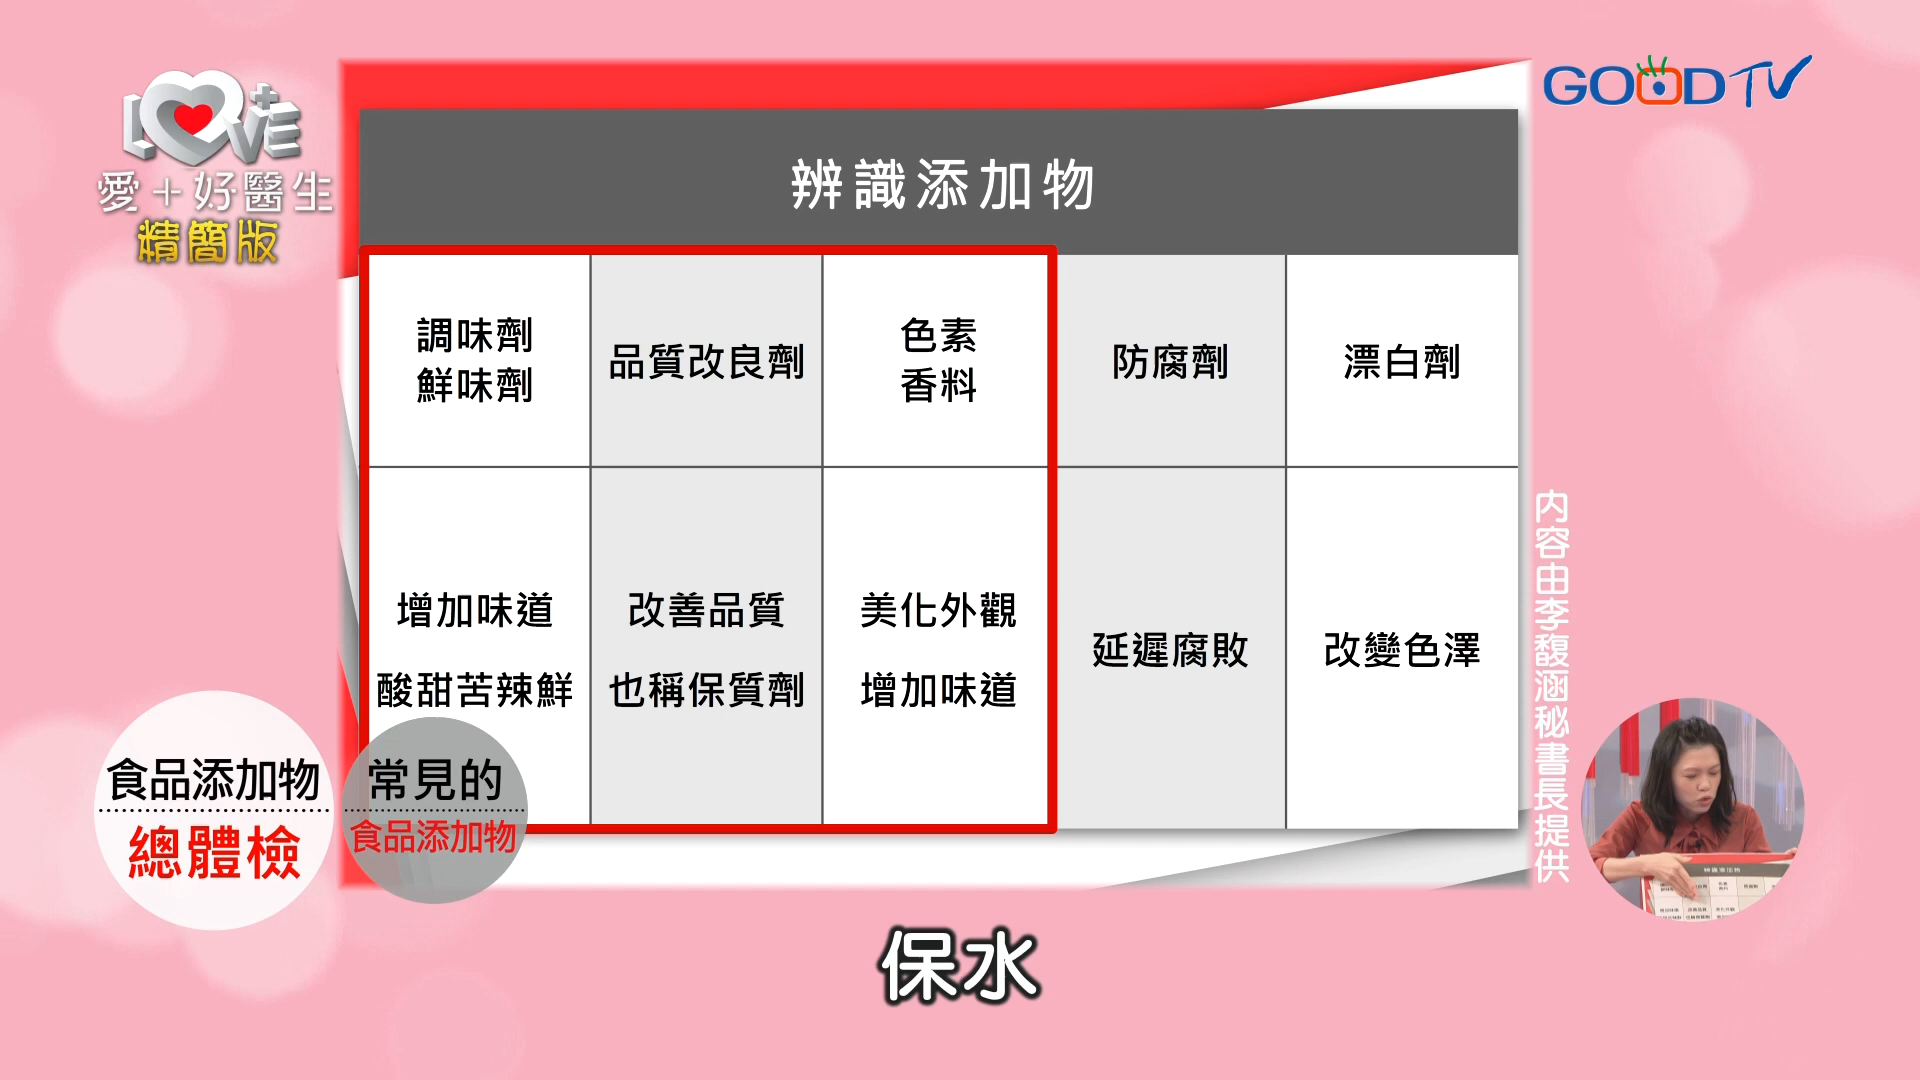 LOVE+
愛+好醫生
精簡版
GOODTV
辨識添加物
調味劑
鮮味劑
品質改良劑
色素
香料
防腐劑
漂白劑
增加味道
酸甜苦辣鮮
改善品質
也稱保質劑
美化外觀
增加味道
延遲腐敗
改變色澤
食品添加物
總體檢
常見的
食品添加物
內容由李馥涵秘書長提供
辨識添加物
保水